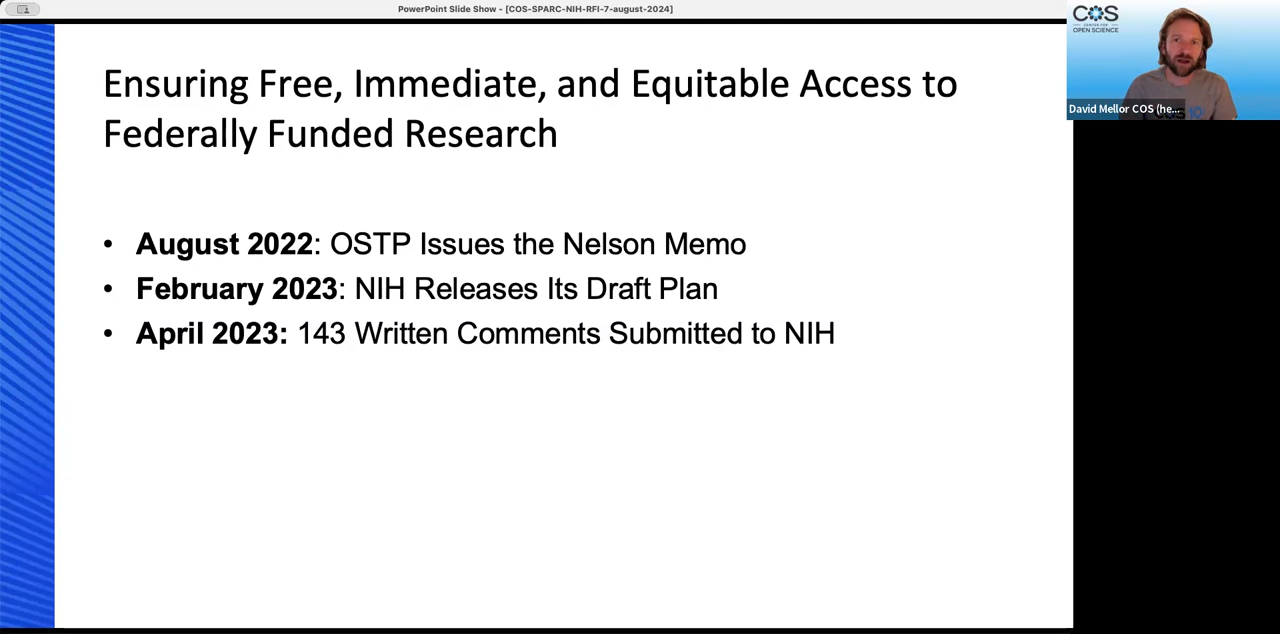 PowerPoint Slide Show - [COS-SPARC-NIH-RFI-7-august-2024]
COS
CENTER FOR
OPEN SCIENCE
David Mellor COS (he...
Ensuring Free, Immediate, and Equitable Access to
Federally Funded Research
• August 2022: OSTP Issues the Nelson Memo
• February 2023: NIH Releases Its Draft Plan
• April 2023: 143 Written Comments Submitted to NIH